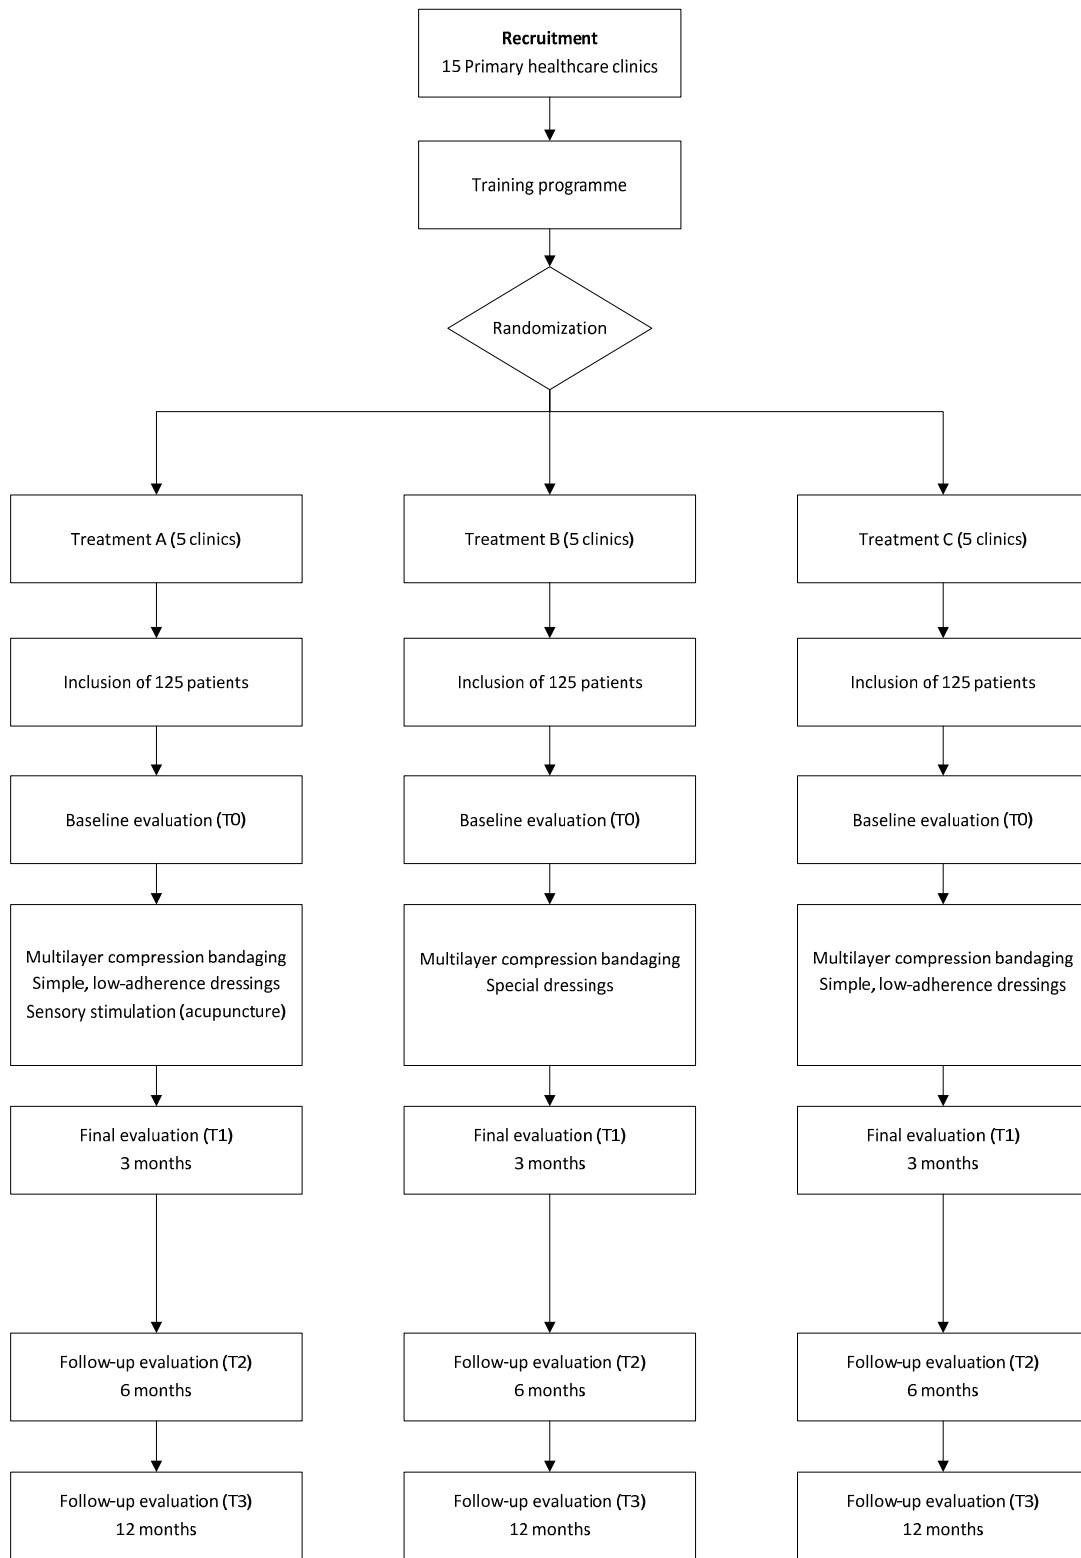 Recruitment
15 Primary healthcare clinics
Training programme
Randomization
Treatment A (5 clinics)
Treatment B (5 clinics)
Treatment C (5 clinics)
Inclusion of 125 patients
Inclusion of 125 patients
Inclusion of 125 patients
Baseline evaluation (T0)
Baseline evaluation (T0)
Baseline evaluation (T0)
Multilayer compression bandaging
Simple, low-adherence dressings
Sensory stimulation (acupuncture)
Multilayer compression bandaging
Special dressings
Multilayer compression bandaging
Simple, low-adherence dressings
Final evaluation (T1)
3 months
Final evaluation (T1)
3 months
Final evaluation (T1)
3 months
Follow-up evaluation (T2)
6 months
Follow-up evaluation (T2)
6 months
Follow-up evaluation (T2)
6 months
Follow-up evaluation (T3)
12 months
Follow-up evaluation (T3)
12 months
Follow-up evaluation (T3)
12 months